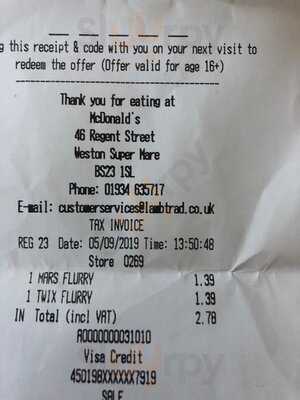 g this receipt & code with you on your next visit to
redeem the offer (Offer valid for age 16+)
Thank you for eating at
McDonald's
46 Regent Street
Weston Super Mare
BS23 1SL
Phone: 01934 635717
E-mail: customerservices@lambtrad.co.uk
TAX INVOICE
REG 23 Date: 05/09/2019 Time: 13:50:48
Store 0269
1 MARS FLURRY 1.39
1 TWIX FLURRY 1.39
IN Total (incl VAT) 2.78
A0000000031010
Visa Credit
450198XXXXXX7919
SALE